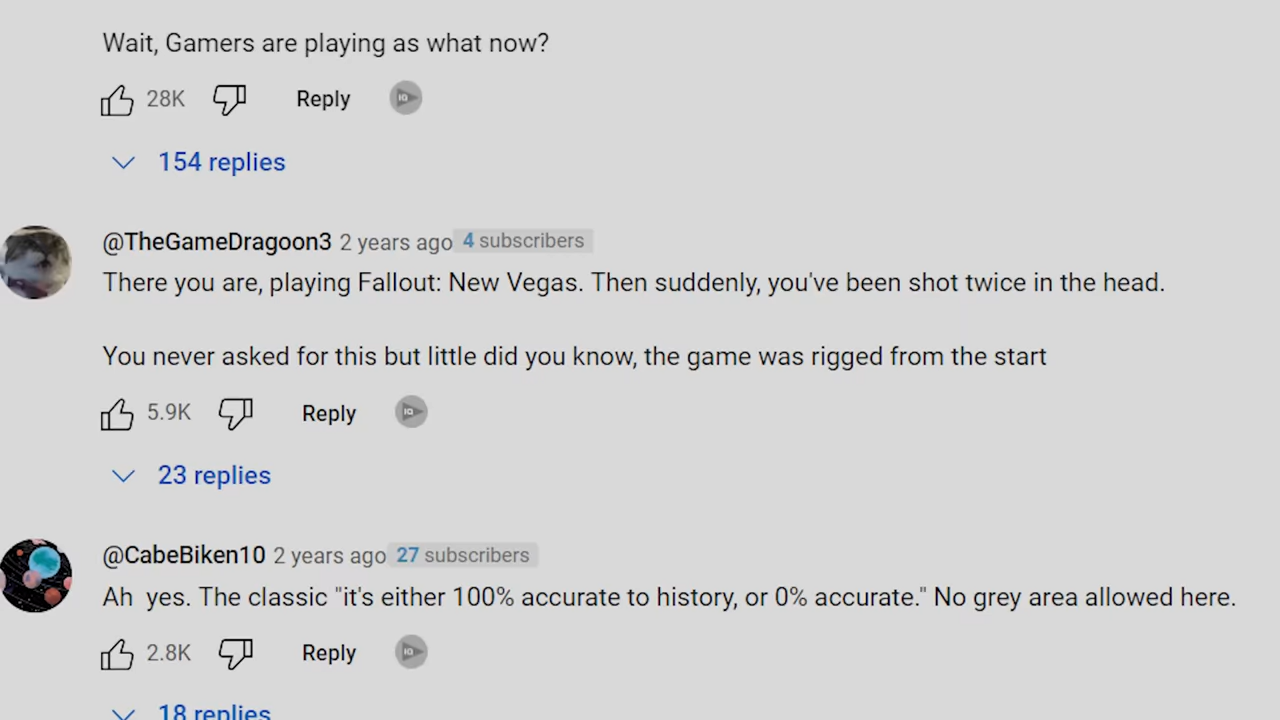 Wait, Gamers are playing as what now?
28K Reply IQ
154 replies
@TheGameDragoon3 2 years ago 4 subscribers
There you are, playing Fallout: New Vegas. Then suddenly, you've been shot twice in the head.
You never asked for this but little did you know, the game was rigged from the start
5.9K Reply IQ
23 replies
@CabeBiken10 2 years ago 27 subscribers
Ah yes. The classic "it's either 100% accurate to history, or 0% accurate." No grey area allowed here.
2.8K Reply IQ
18 replies